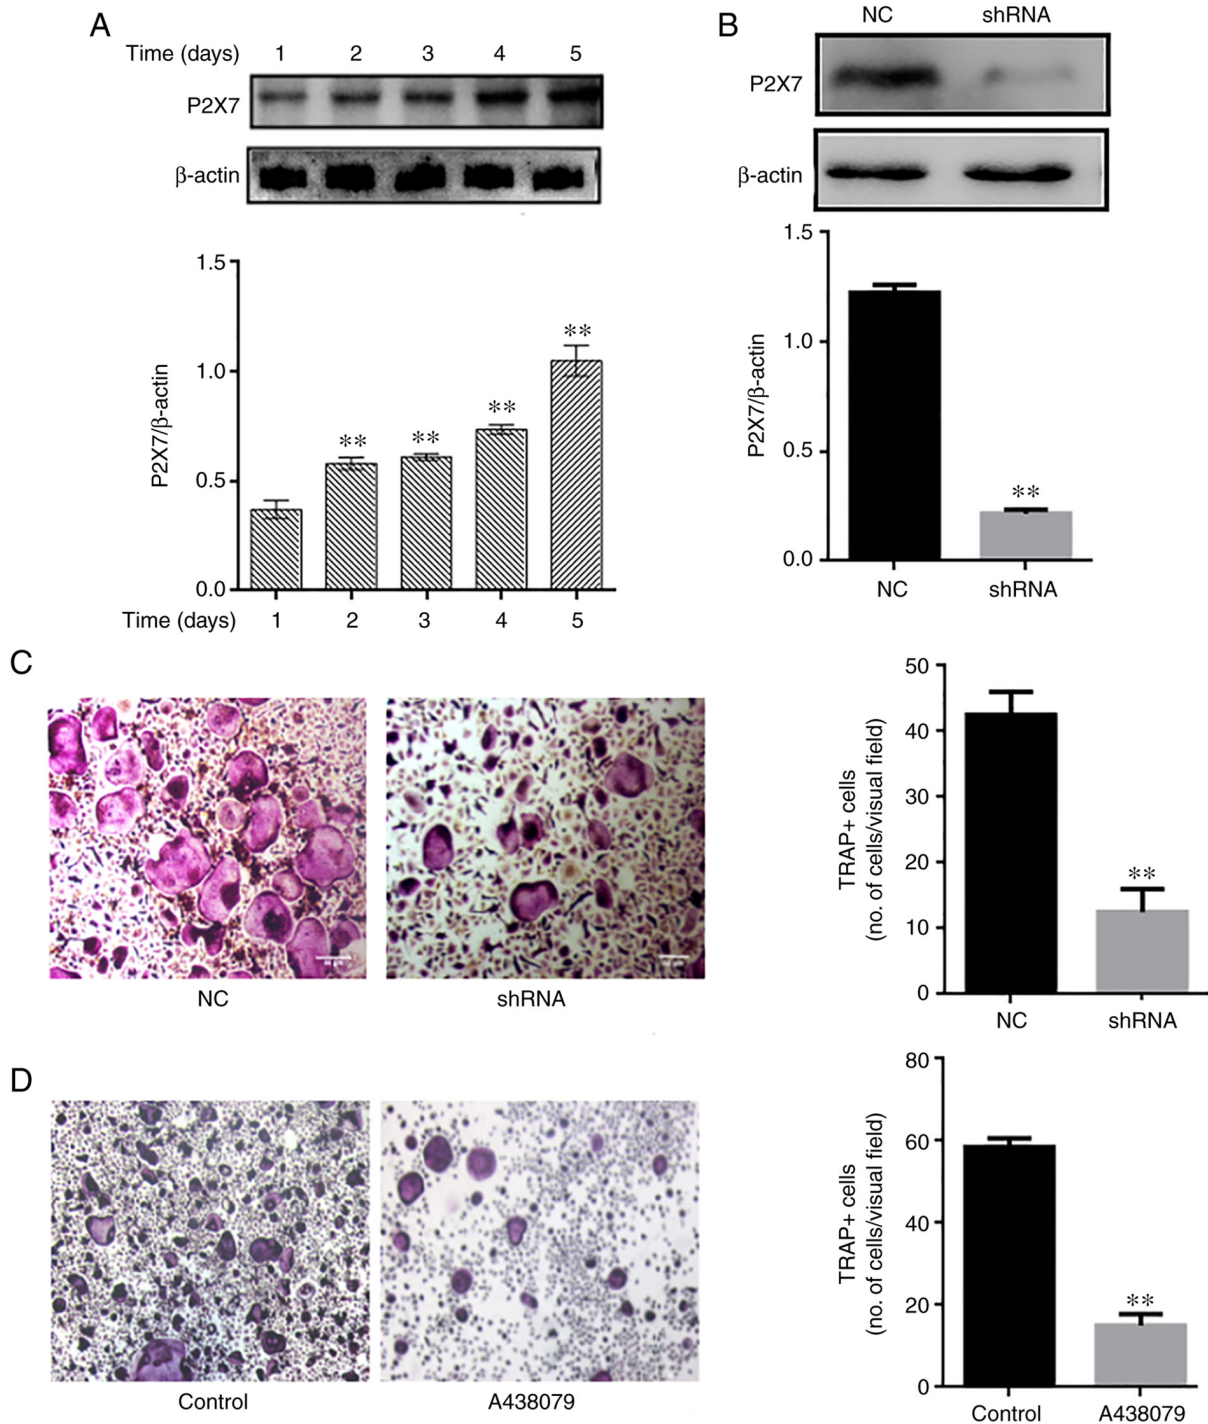 A
Time (days) 1 2 3 4 5
P2X7
β-actin
1.5
1.0
0.5
0.0
P2X7/β-actin
** ** ** **
Time (days) 1 2 3 4 5
B
NC shRNA
P2X7
β-actin
1.5
1.0
0.5
0.0
P2X7/β-actin
**
NC shRNA
C
NC shRNA
50
40
30
20
10
0
TRAP+ cells
(no. of cells/visual field)
**
NC shRNA
D
Control A438079
80
60
40
20
0
TRAP+ cells
(no. of cells/visual field)
**
Control A438079